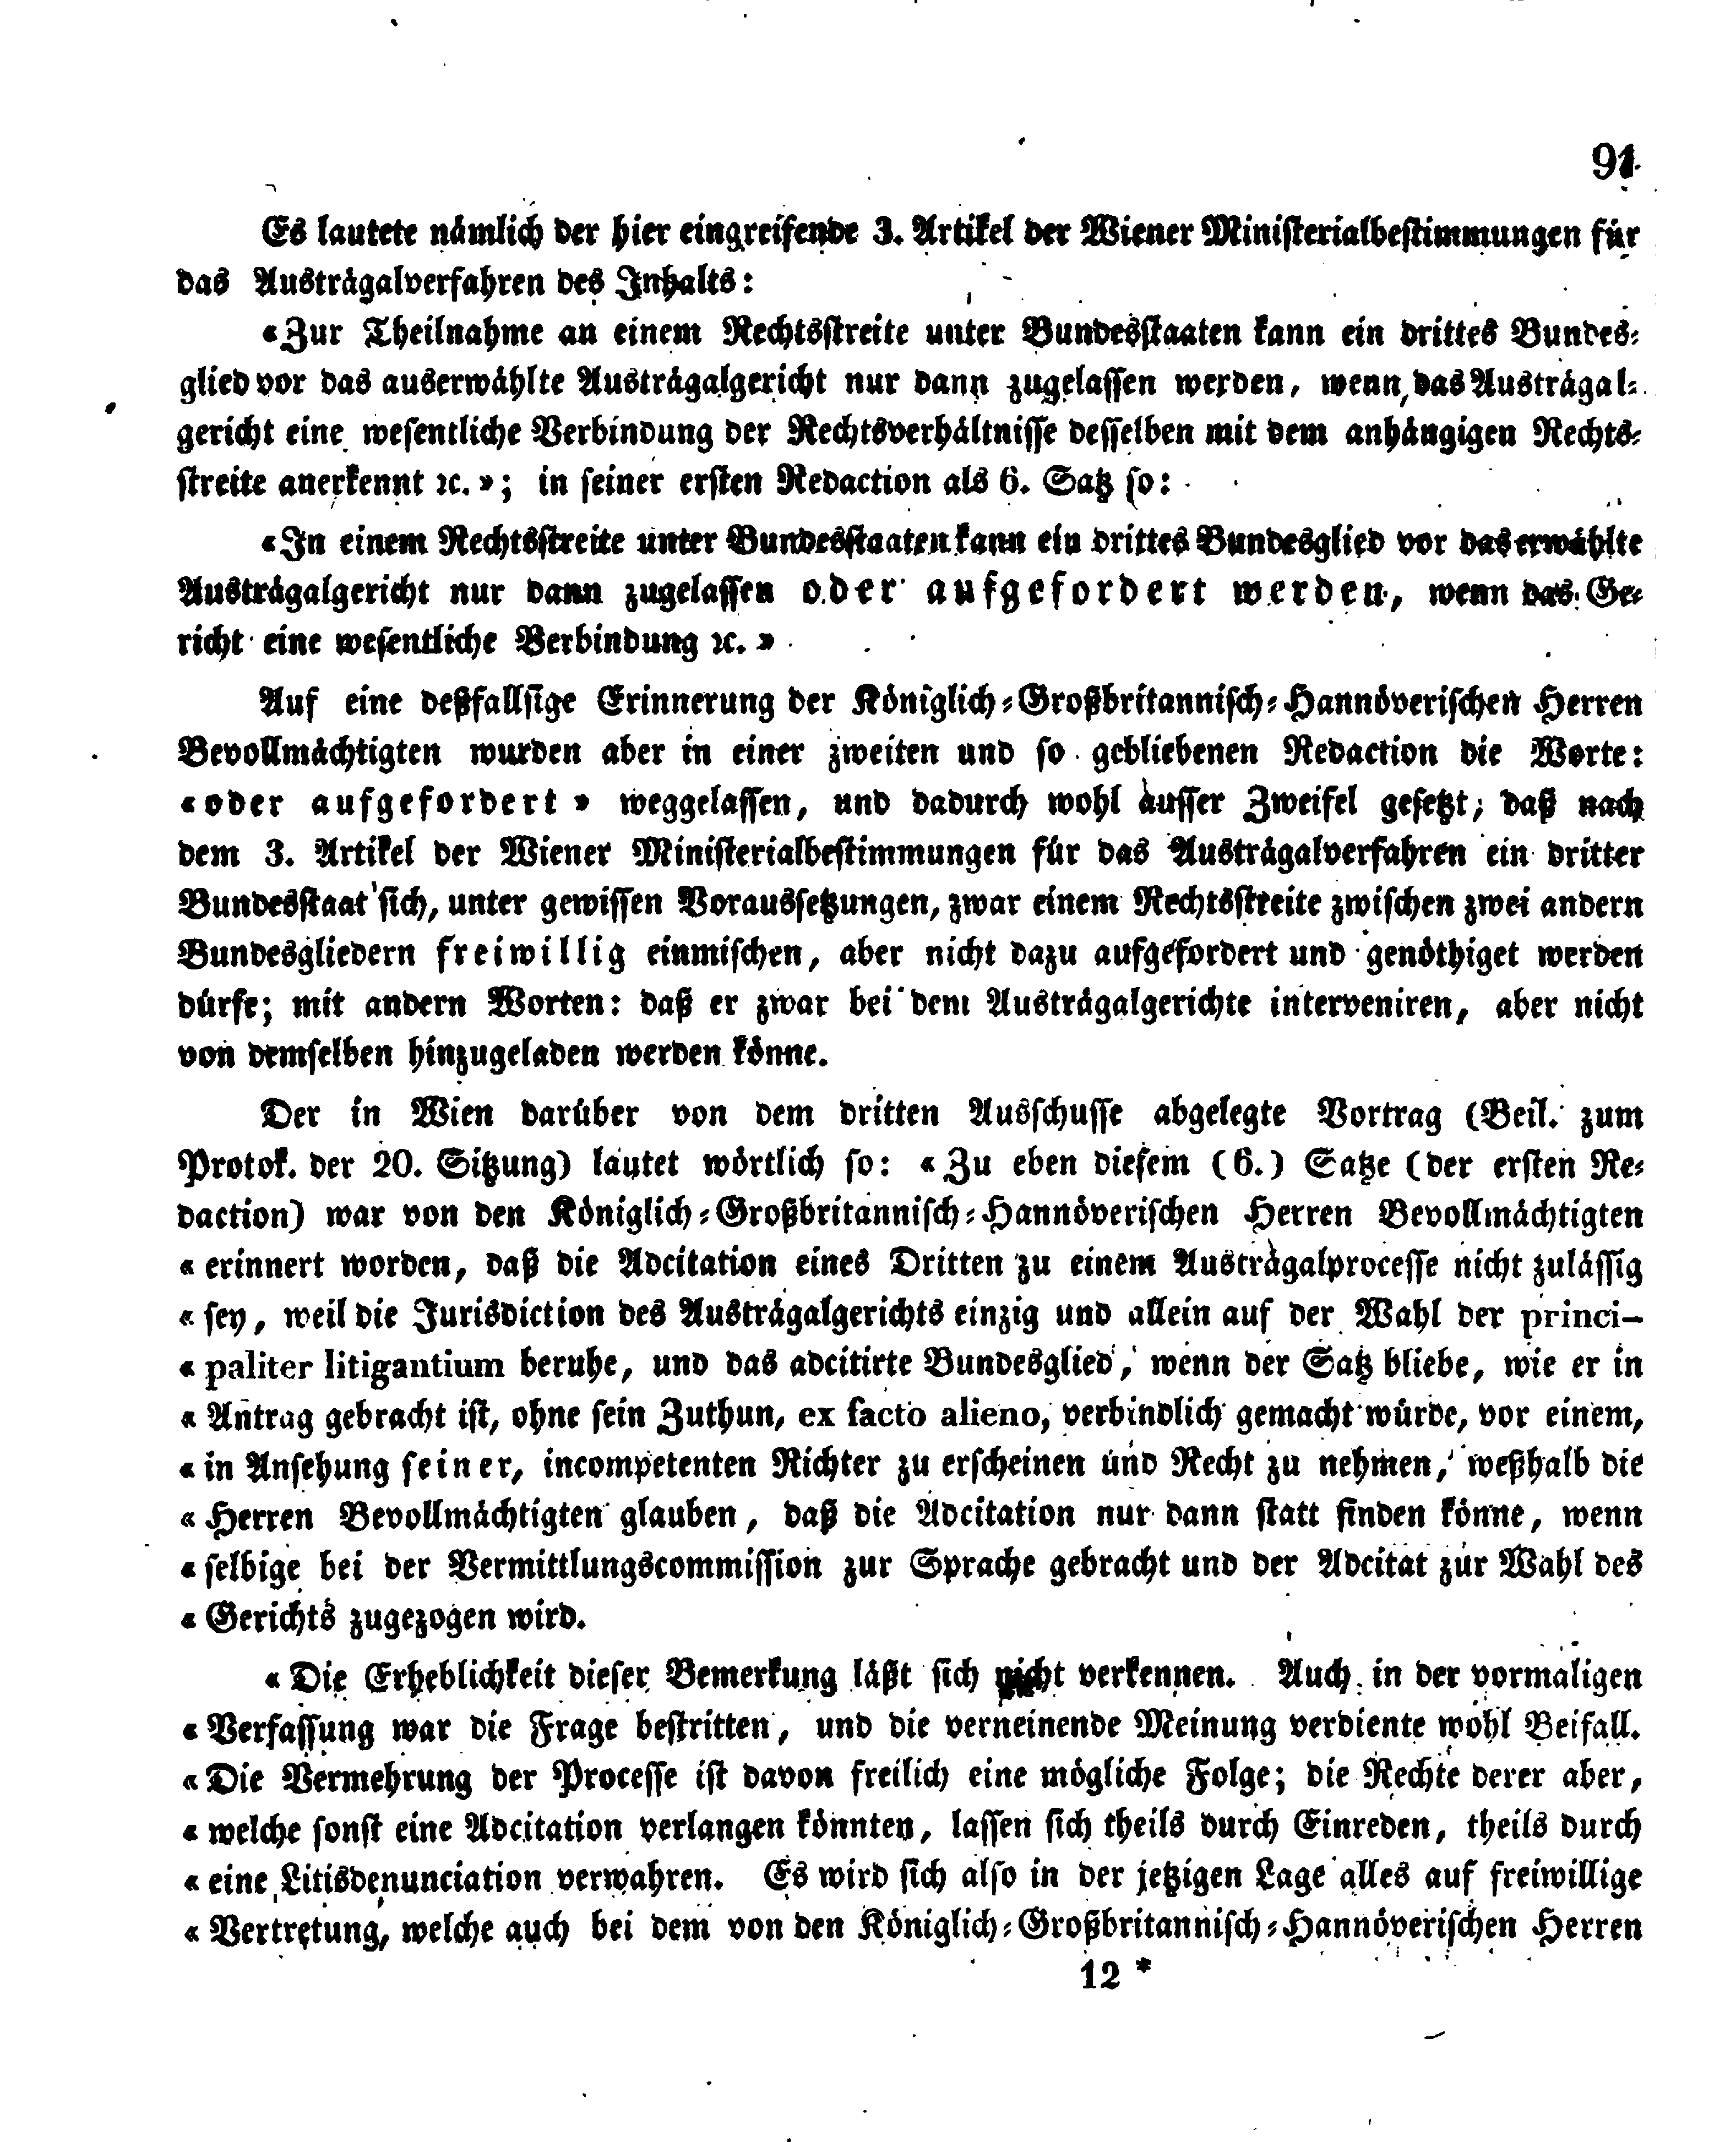 91
Es lautete nämlich der hier eingreifende 3. Artikel der Wiener Ministerialbestimmungen für
das Austrägalverfahren des Inhalts:
«Zur Theilnahme an einem Rechtsstreite unter Bundesstaaten kann ein drittes Bundes-
glied vor das auserwählte Austrägalgericht nur dann zugelassen werden, wenn das Austrägal-
gericht eine wesentliche Verbindung der Rechtsverhältnisse desselben mit dem anhängigen Rechts-
streite anerkennt ꝛc.»; in seiner ersten Redaction als 6. Satz so:
«In einem Rechtsstreite unter Bundesstaaten kann ein drittes Bundesglied vor das erwählte
Austrägalgericht nur dann zugelassen oder aufgefordert werden, wenn das Ge-
richt eine wesentliche Verbindung ꝛc.»
Auf eine deßfallsige Erinnerung der Königlich-Großbritannisch-Hannöverischen Herren
Bevollmächtigten wurden aber in einer zweiten und so gebliebenen Redaction die Worte:
«oder aufgefordert» weggelassen, und dadurch wohl ausser Zweifel gesetzt, daß nach
dem 3. Artikel der Wiener Ministerialbestimmungen für das Austrägalverfahren ein dritter
Bundesstaat sich, unter gewissen Voraussetzungen, zwar einem Rechtsstreite zwischen zwei andern
Bundesgliedern freiwillig einmischen, aber nicht dazu aufgefordert und genöthiget werden
dürfe; mit andern Worten: daß er zwar bei dem Austrägalgerichte interveniren, aber nicht
von demselben hinzugeladen werden könne.
Der in Wien darüber von dem dritten Ausschusse abgelegte Vortrag (Beil. zum
Protok. der 20. Sitzung) lautet wörtlich so: «Zu eben diesem (6.) Satze (der ersten Re-
daction) war von den Königlich-Großbritannisch-Hannöverischen Herren Bevollmächtigten
«erinnert worden, daß die Adcitation eines Dritten zu einem Austrägalprocesse nicht zulässig
«sey, weil die Jurisdiction des Austrägalgerichts einzig und allein auf der Wahl der princi-
«paliter litigantium beruhe, und das adcitirte Bundesglied, wenn der Satz bliebe, wie er in
«Antrag gebracht ist, ohne sein Zuthun, ex facto alieno, verbindlich gemacht würde, vor einem,
«in Ansehung seiner, incompetenten Richter zu erscheinen und Recht zu nehmen, weßhalb die
«Herren Bevollmächtigten glauben, daß die Adcitation nur dann statt finden könne, wenn
«selbige bei der Vermittlungscommission zur Sprache gebracht und der Adcitat zur Wahl des
«Gerichts zugezogen wird.
«Die Erheblichkeit dieser Bemerkung läßt sich nicht verkennen. Auch in der vormaligen
«Verfassung war die Frage bestritten, und die verneinende Meinung verdiente wohl Beifall.
«Die Vermehrung der Processe ist davon freilich eine mögliche Folge; die Rechte derer aber,
«welche sonst eine Adcitation verlangen könnten, lassen sich theils durch Einreden, theils durch
«eine Litisdenunciation verwahren. Es wird sich also in der jetzigen Lage alles auf freiwillige
«Vertretung, welche auch bei dem von den Königlich-Großbritannisch-Hannöverischen Herren
12 *